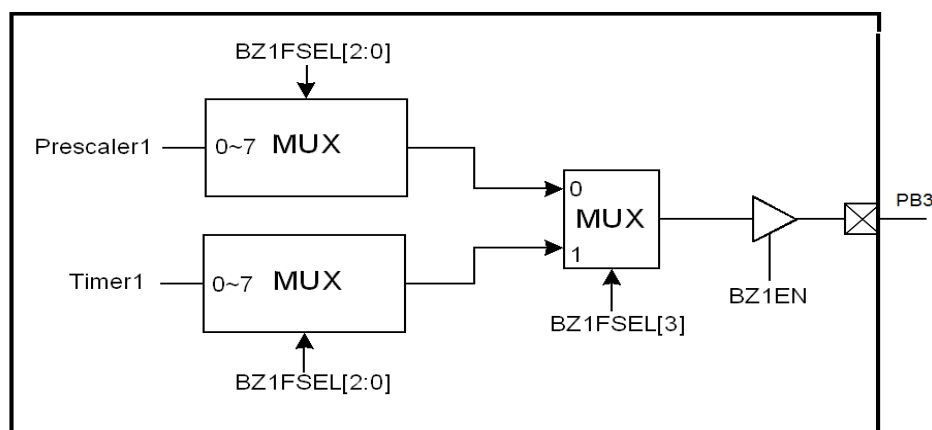 BZ1FSEL[2:0]
Prescaler1
0~7 MUX
0
MUX
1
PB3
BZ1EN
BZ1FSEL[3]
Timer1
0~7 MUX
BZ1FSEL[2:0]